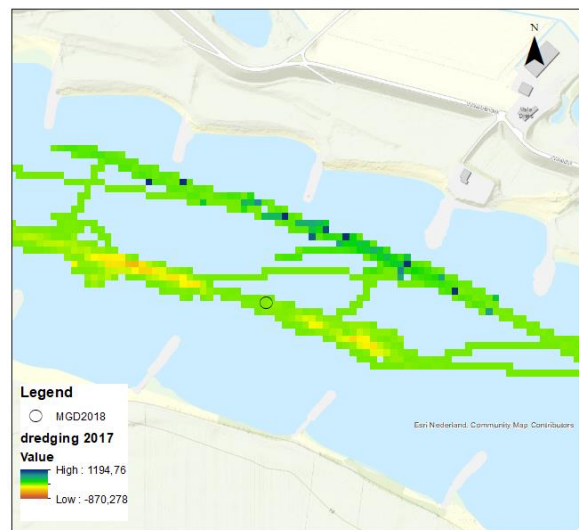 N
Legend
MGD2018
dredging 2017
Value
High : 1194,76
Low : -870,278
Esri Nederland, Community Map Contributors